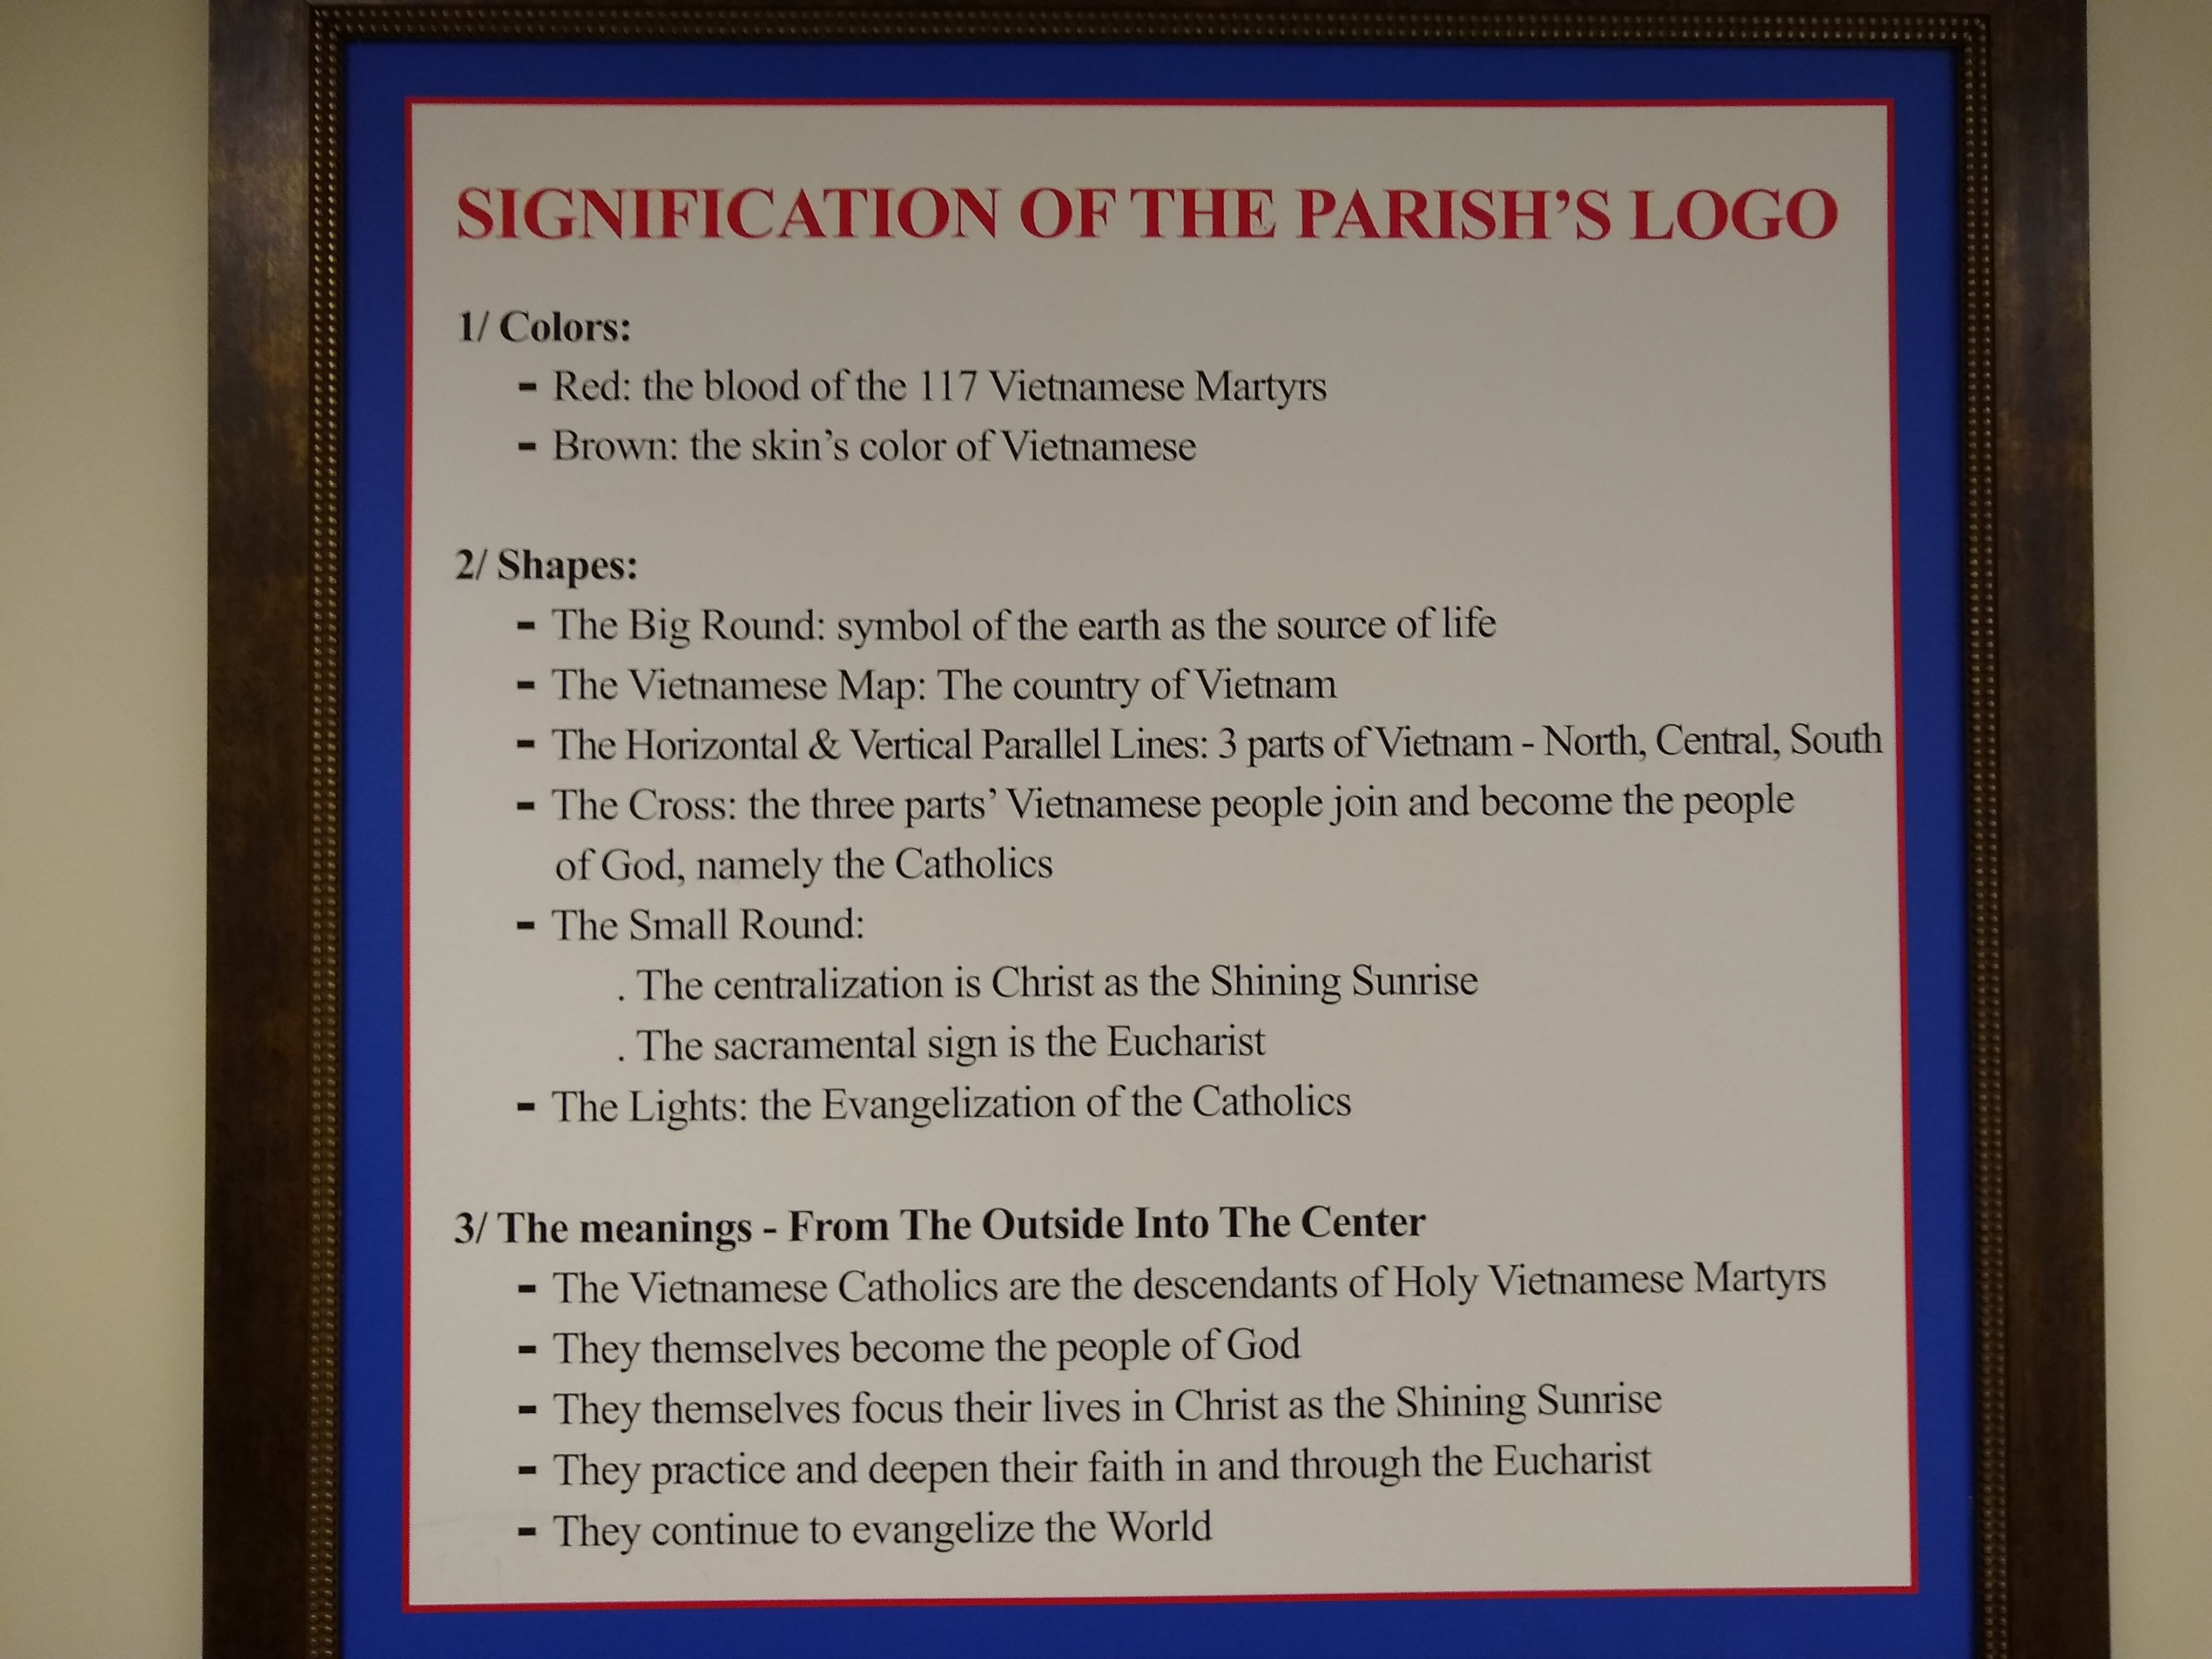 SIGNIFICATION OF THE PARISH'S LOGO
1/ Colors:
- Red: the blood of the 117 Vietnamese Martyrs
- Brown: the skin's color of Vietnamese
2/ Shapes:
- The Big Round: symbol of the earth as the source of life
- The Vietnamese Map: The country of Vietnam
- The Horizontal & Vertical Parallel Lines: 3 parts of Vietnam - North, Central, South
- The Cross: the three parts' Vietnamese people join and become the people
of God, namely the Catholics
- The Small Round:
. The centralization is Christ as the Shining Sunrise
. The sacramental sign is the Eucharist
- The Lights: the Evangelization of the Catholics
3/ The meanings - From The Outside Into The Center
- The Vietnamese Catholics are the descendants of Holy Vietnamese Martyrs
- They themselves become the people of God
- They themselves focus their lives in Christ as the Shining Sunrise
- They practice and deepen their faith in and through the Eucharist
- They continue to evangelize the World